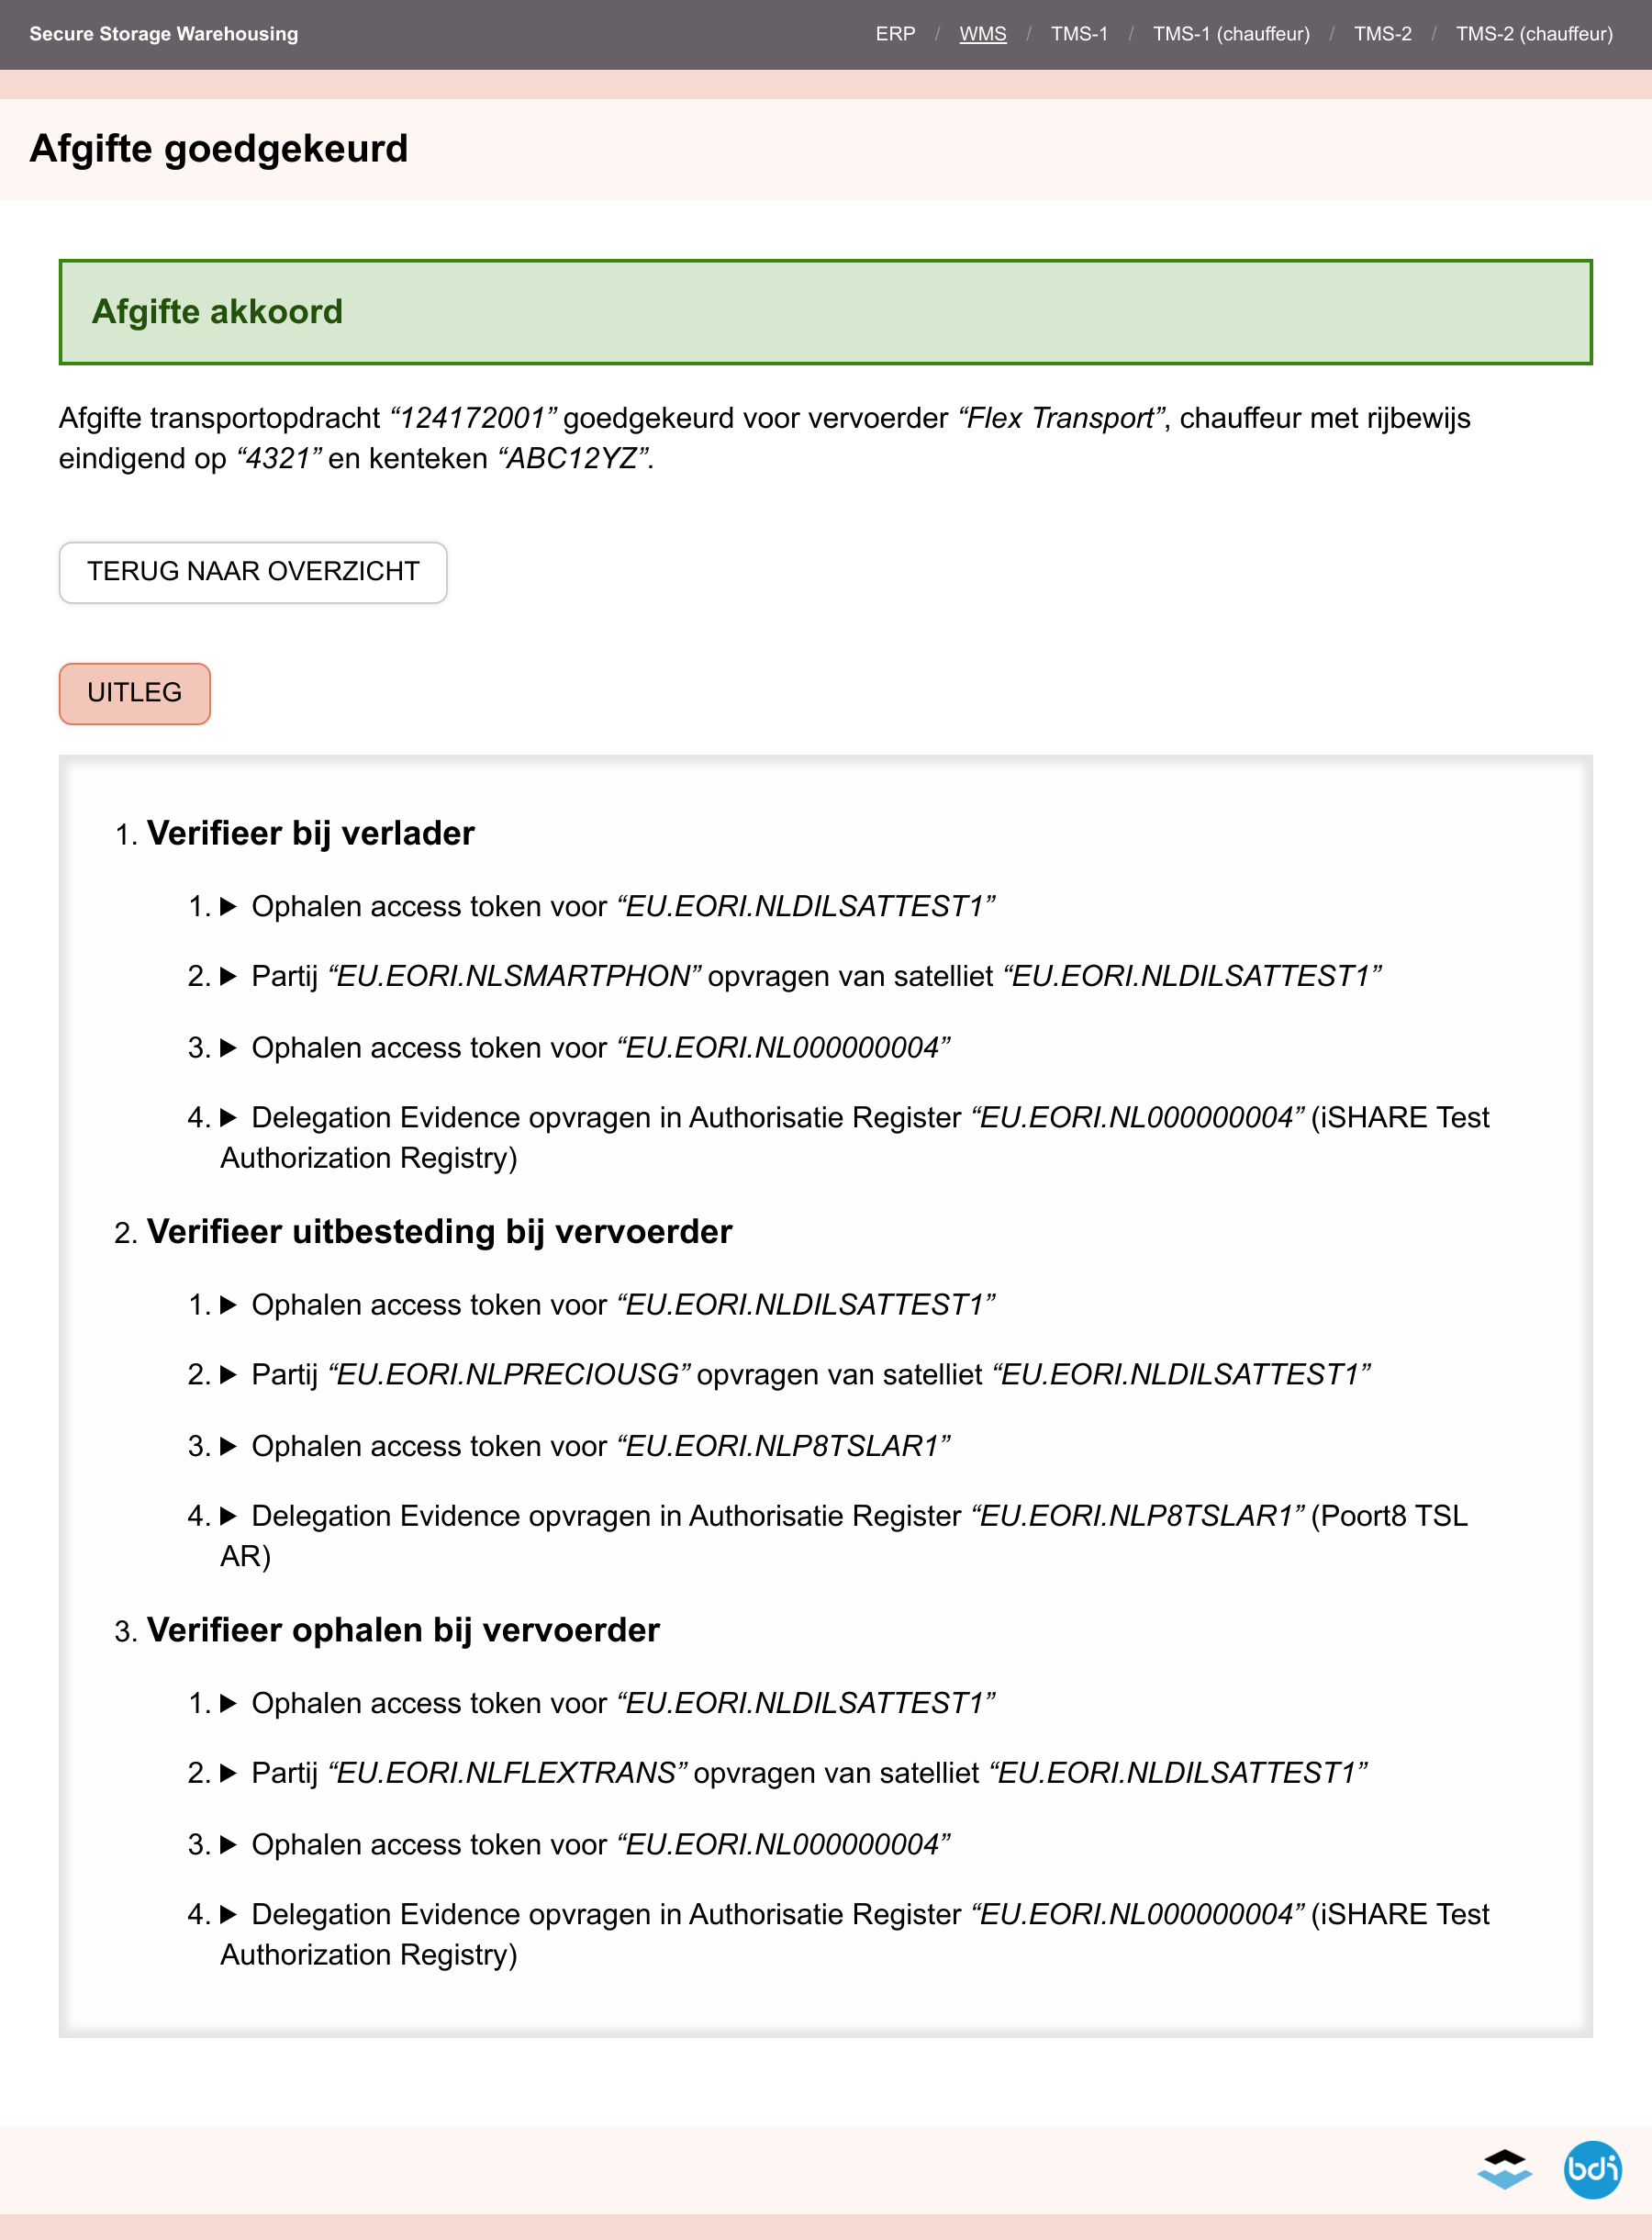 Secure Storage Warehousing
ERP / WMS / TMS-1 / TMS-1 (chauffeur) / TMS-2 / TMS-2 (chauffeur)
Afgifte goedgekeurd
Afgifte akkoord
Afgifte transportopdracht “124172001” goedgekeurd voor vervoerder “Flex Transport”, chauffeur met rijbewijs
eindigend op “4321” en kenteken “ABC12YZ”.
TERUG NAAR OVERZICHT
UITLEG
1. Verifieer bij verlader
1. ▶ Ophalen access token voor “EU.EORI.NLDILSATTEST1”
2. ▶ Partij “EU.EORI.NLSMARTPHON” opvragen van satelliet “EU.EORI.NLDILSATTEST1”
3. ▶ Ophalen access token voor “EU.EORI.NL000000004”
4. ▶ Delegation Evidence opvragen in Authorisatie Register “EU.EORI.NL000000004” (iSHARE Test
Authorization Registry)
2. Verifieer uitbesteding bij vervoerder
1. ▶ Ophalen access token voor “EU.EORI.NLDILSATTEST1”
2. ▶ Partij “EU.EORI.NLPRECIOUSG” opvragen van satelliet “EU.EORI.NLDILSATTEST1”
3. ▶ Ophalen access token voor “EU.EORI.NLP8TSLAR1”
4. ▶ Delegation Evidence opvragen in Authorisatie Register “EU.EORI.NLP8TSLAR1” (Poort8 TSL
AR)
3. Verifieer ophalen bij vervoerder
1. ▶ Ophalen access token voor “EU.EORI.NLDILSATTEST1”
2. ▶ Partij “EU.EORI.NLFLEXTRANS” opvragen van satelliet “EU.EORI.NLDILSATTEST1”
3. ▶ Ophalen access token voor “EU.EORI.NL000000004”
4. ▶ Delegation Evidence opvragen in Authorisatie Register “EU.EORI.NL000000004” (iSHARE Test
Authorization Registry)
bdi